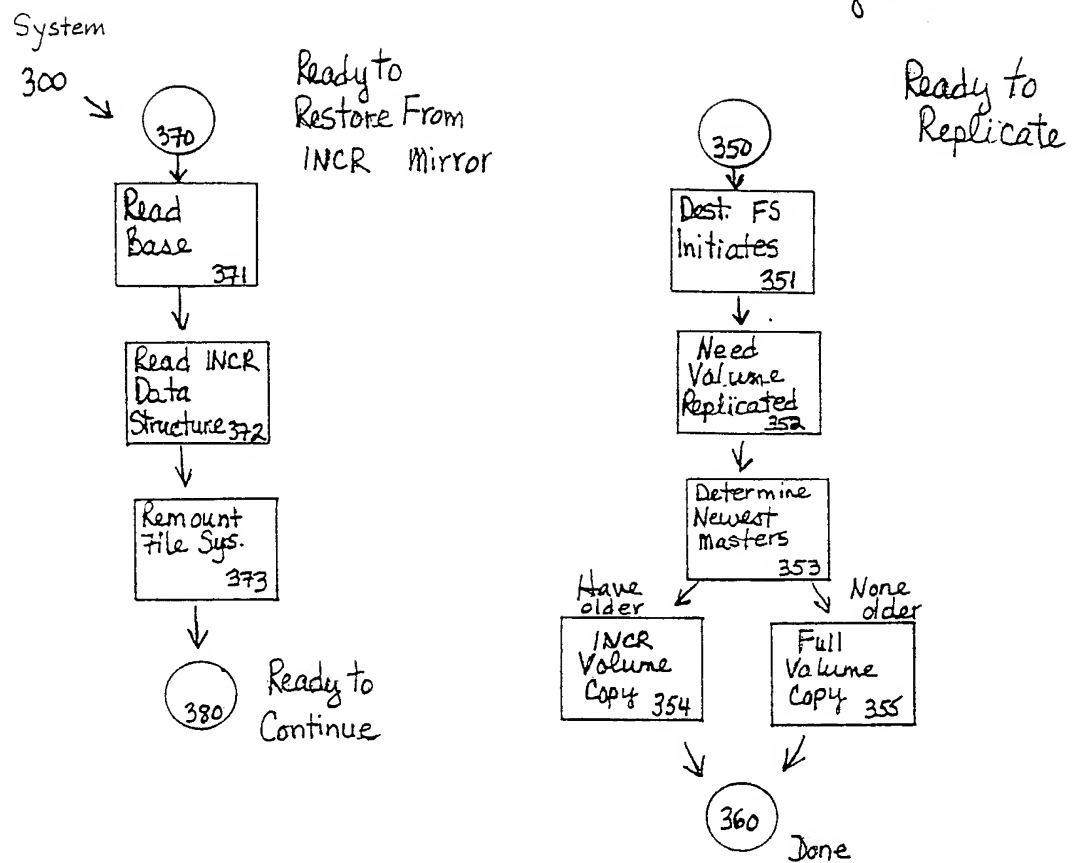 System
300
370
Ready to
Restore From
INCR Mirror
Read
Base
371
Read INCR
Data
Structure 372
Remount
File Sys.
373
380
Ready to
Continue
350
Ready to
Replicate
Dest. FS
Initiates
351
Need
Volume
Replicated
352
Determine
Newest
Masters
353
Have
older
None
older
INCR
Volume
Copy 354
Full
Volume
Copy 355
360
Done